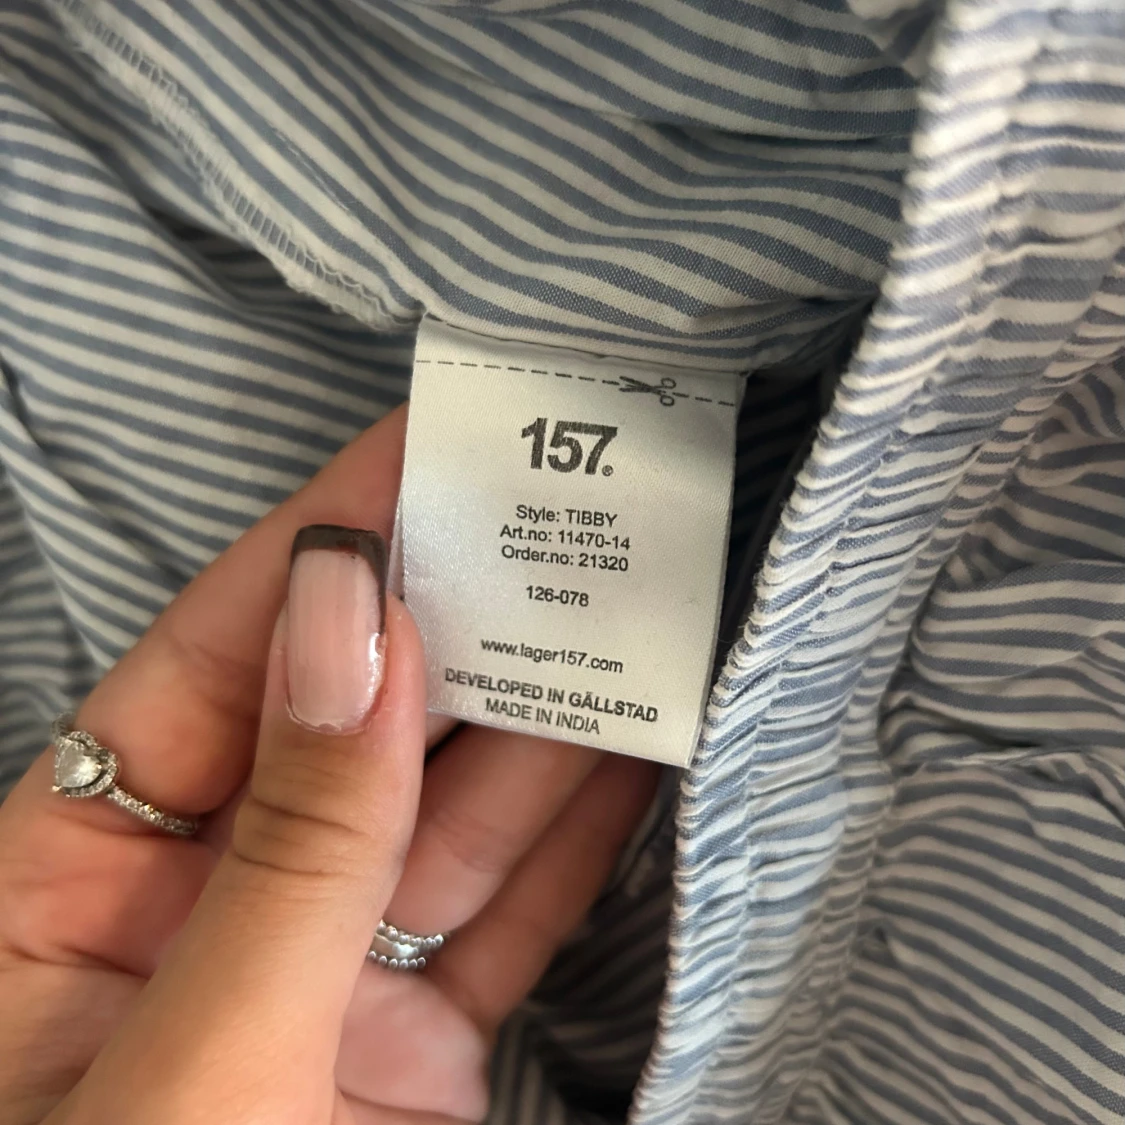 157®
Style: TIBBY
Art.no: 11470-14
Order.no: 21320
126-078
www.lager157.com
DEVELOPED IN GÄLLSTAD
MADE IN INDIA